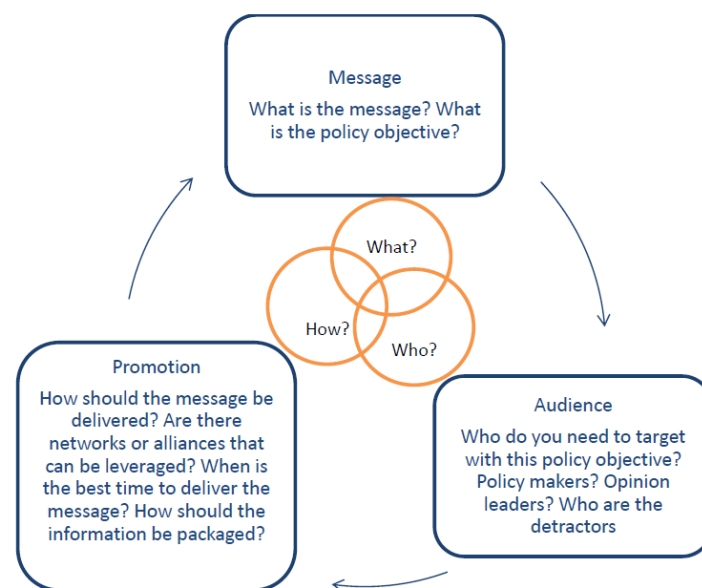 Message
What is the message? What
is the policy objective?
What?
How?
Who?
Promotion
How should the message be
delivered? Are there
networks or alliances that
can be leveraged? When is
the best time to deliver the
message? How should the
information be packaged?
Audience
Who do you need to target
with this policy objective?
Policy makers? Opinion
leaders? Who are the
detractors